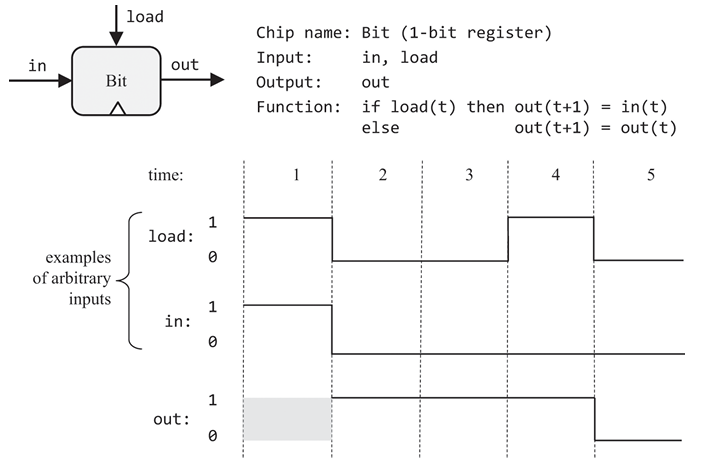 load
in
out
Bit
Chip name: Bit (1-bit register)
Input: in, load
Output: out
Function: if load(t) then out(t+1) = in(t)
else out(t+1) = out(t)
time: 1 2 3 4 5
examples
of arbitrary
inputs
load:
1
0
in:
1
0
out:
1
0